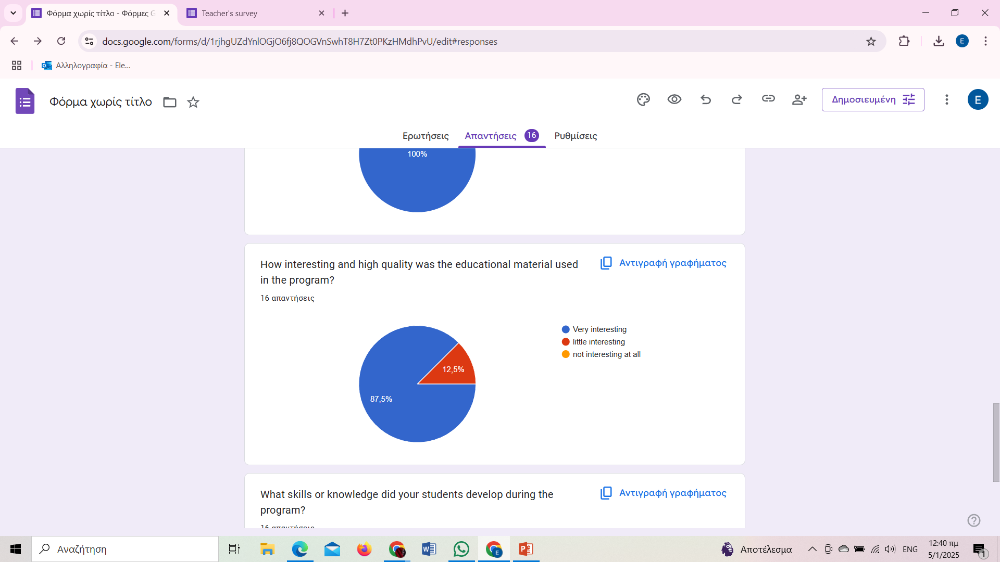 Φόρμα χωρίς τίτλο - Φόρμες G
Teacher's survey
docs.google.com/forms/d/1rjhgUZdYnlOGjO6fj8QOGVnSwhT8H7Zt0PKzHMdhPvU/edit#responses
E
Αλληλογραφία - Ele...
Φόρμα χωρίς τίτλο
Δημοσιευμένη
E
Ερωτήσεις
Απαντήσεις 16
Ρυθμίσεις
100%
How interesting and high quality was the educational material used
in the program?
Αντιγραφή γραφήματος
16 απαντήσεις
Very interesting
little interesting
not interesting at all
12,5%
87,5%
What skills or knowledge did your students develop during the
program?
Αντιγραφή γραφήματος
16 απαντήσεις
Αναζήτηση
Αποτέλεσμα
ENG
12:40 πμ
5/1/2025
1